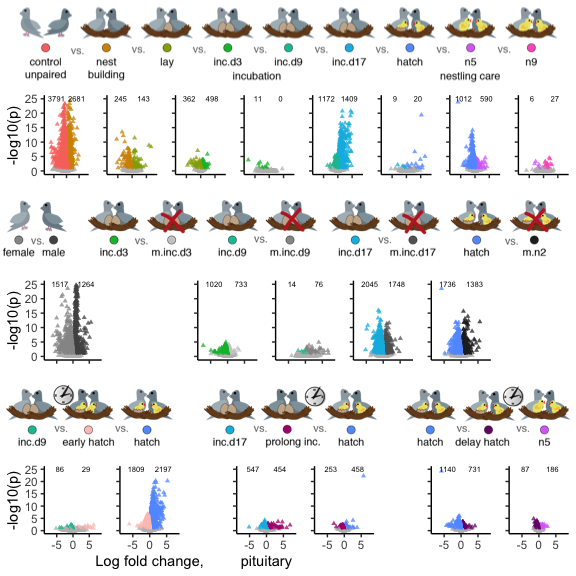 vs. vs. vs. vs. vs. vs. vs. vs.
control nest lay inc.d3 inc.d9 inc.d17 hatch n5 n9
unpaired building incubation nestling care
-log10(p)
25 20 15 10 5 0
3791 2681 245 143 362 498 11 0 1172 1409 9 20 1012 590 6 27
vs. vs. vs. vs. vs.
female male inc.d3 m.inc.d3 inc.d9 m.inc.d9 inc.d17 m.inc.d17 hatch m.n2
-log10(p)
25 20 15 10 5 0
1517 1264 1020 733 14 76 2045 1748 1736 1383
vs. vs. vs. vs. vs. vs.
inc.d9 early hatch hatch inc.d17 prolong inc. hatch hatch delay hatch n5
-log10(p)
25 20 15 10 5 0
86 29 1809 2197 547 454 253 458 1140 731 87 186
-5 0 5 -5 0 5 -5 0 5 -5 0 5 -5 0 5 -5 0 5
Log fold change, pituitary